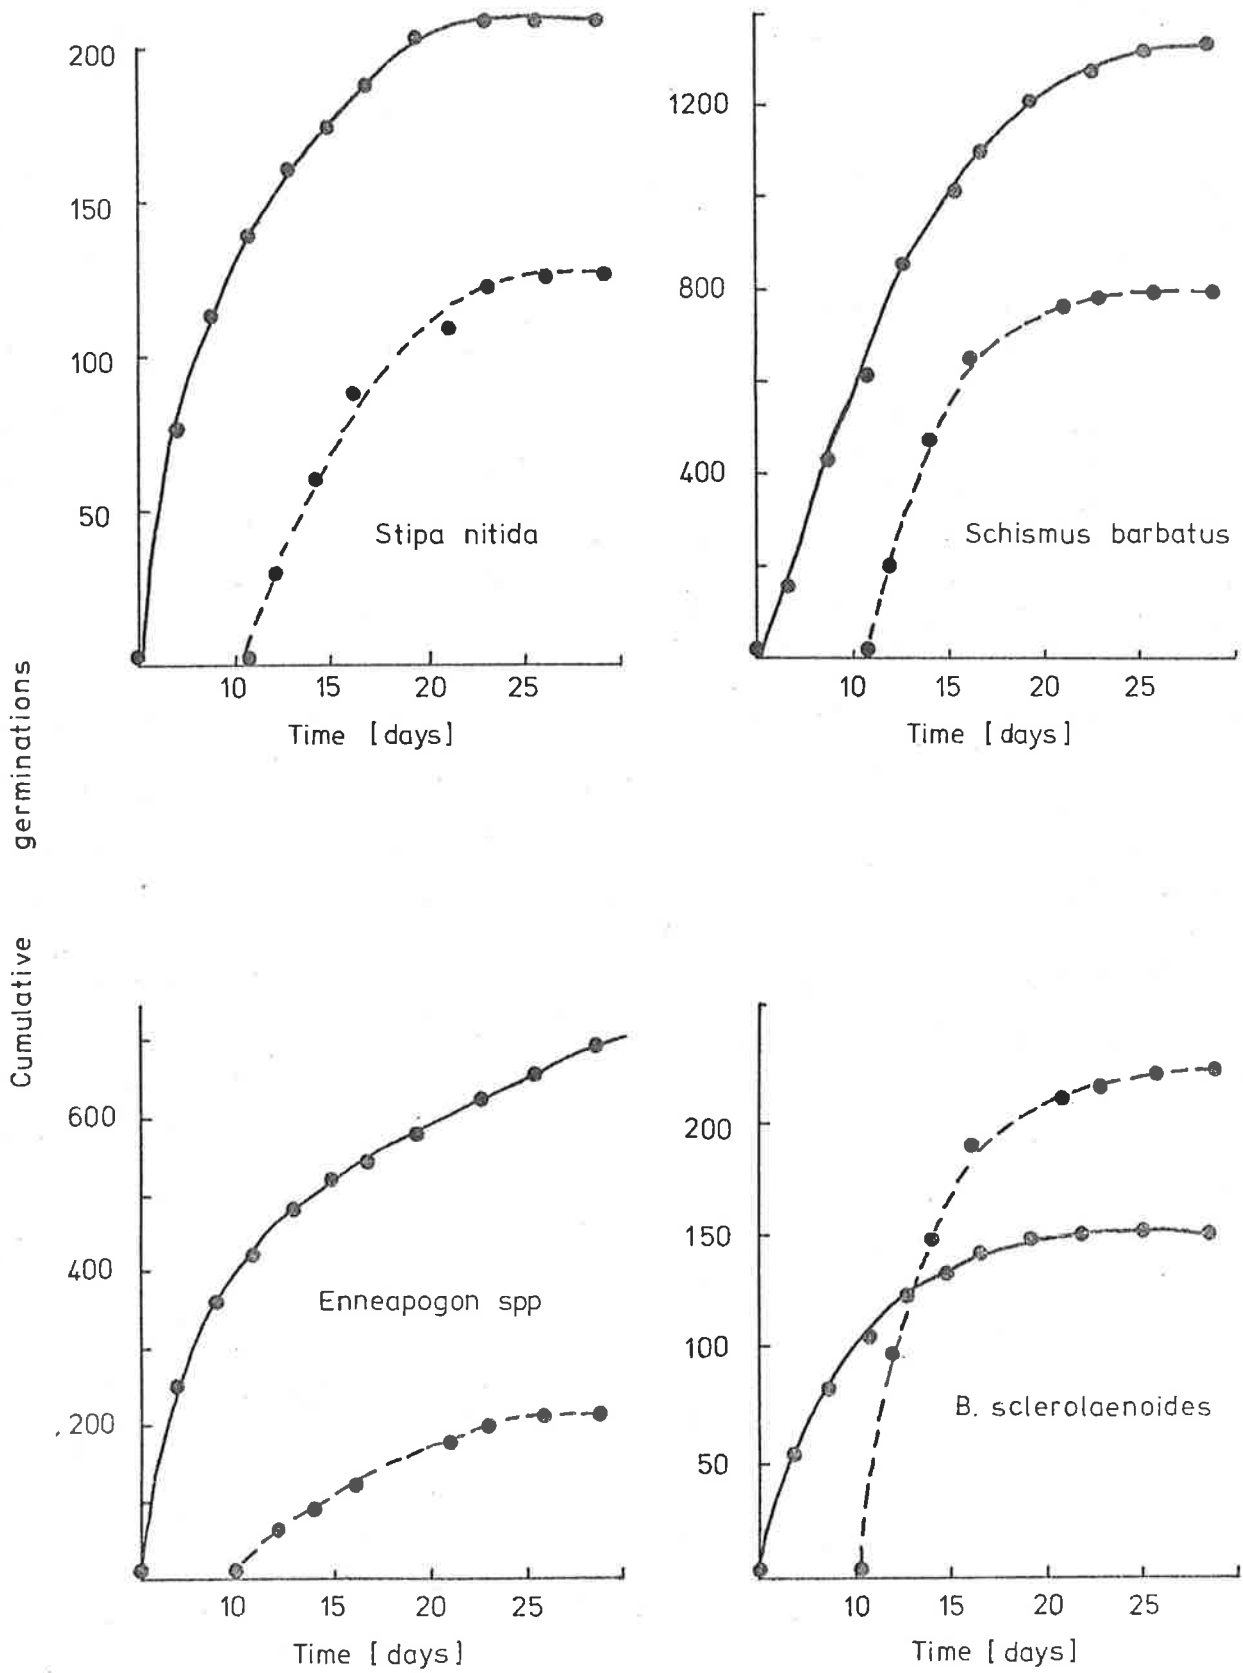 Cumulative germinations
200
150
100
50
Stipa nitida
10 15 20 25
Time [days]
1200
800
400
Schismus barbatus
10 15 20 25
Time [days]
600
400
200
Enneapogon spp
10 15 20 25
Time [days]
200
150
100
50
B. sclerolaenoides
10 15 20 25
Time [days]